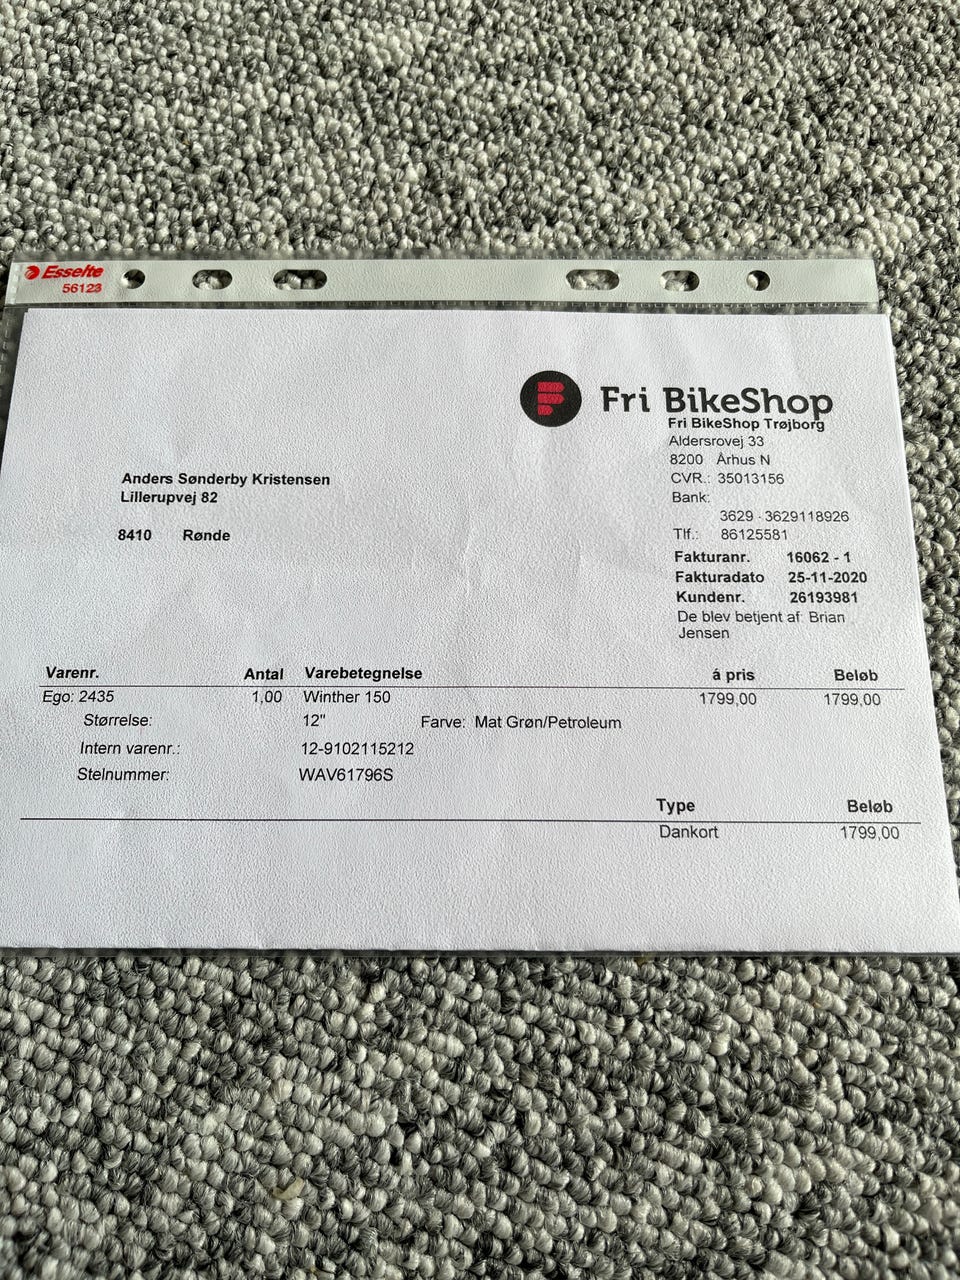 Esselte
56123
Fri BikeShop
Fri BikeShop Trøjborg
Aldersrovej 33
8200 Århus N
CVR.: 35013156
Bank:
3629 - 3629118926
Tlf.: 86125581
Anders Sønderby Kristensen
Lillerupvej 82
8410 Rønde
Fakturanr. 16062 - 1
Fakturadato 25-11-2020
Kundenr. 26193981
De blev betjent af: Brian
Jensen
Varenr. Antal Varebetegnelse á pris Beløb
Ego: 2435 1,00 Winther 150 1799,00 1799,00
Størrelse: 12" Farve: Mat Grøn/Petroleum
Intern varenr.: 12-9102115212
Stelnummer: WAV61796S
Type Beløb
Dankort 1799,00